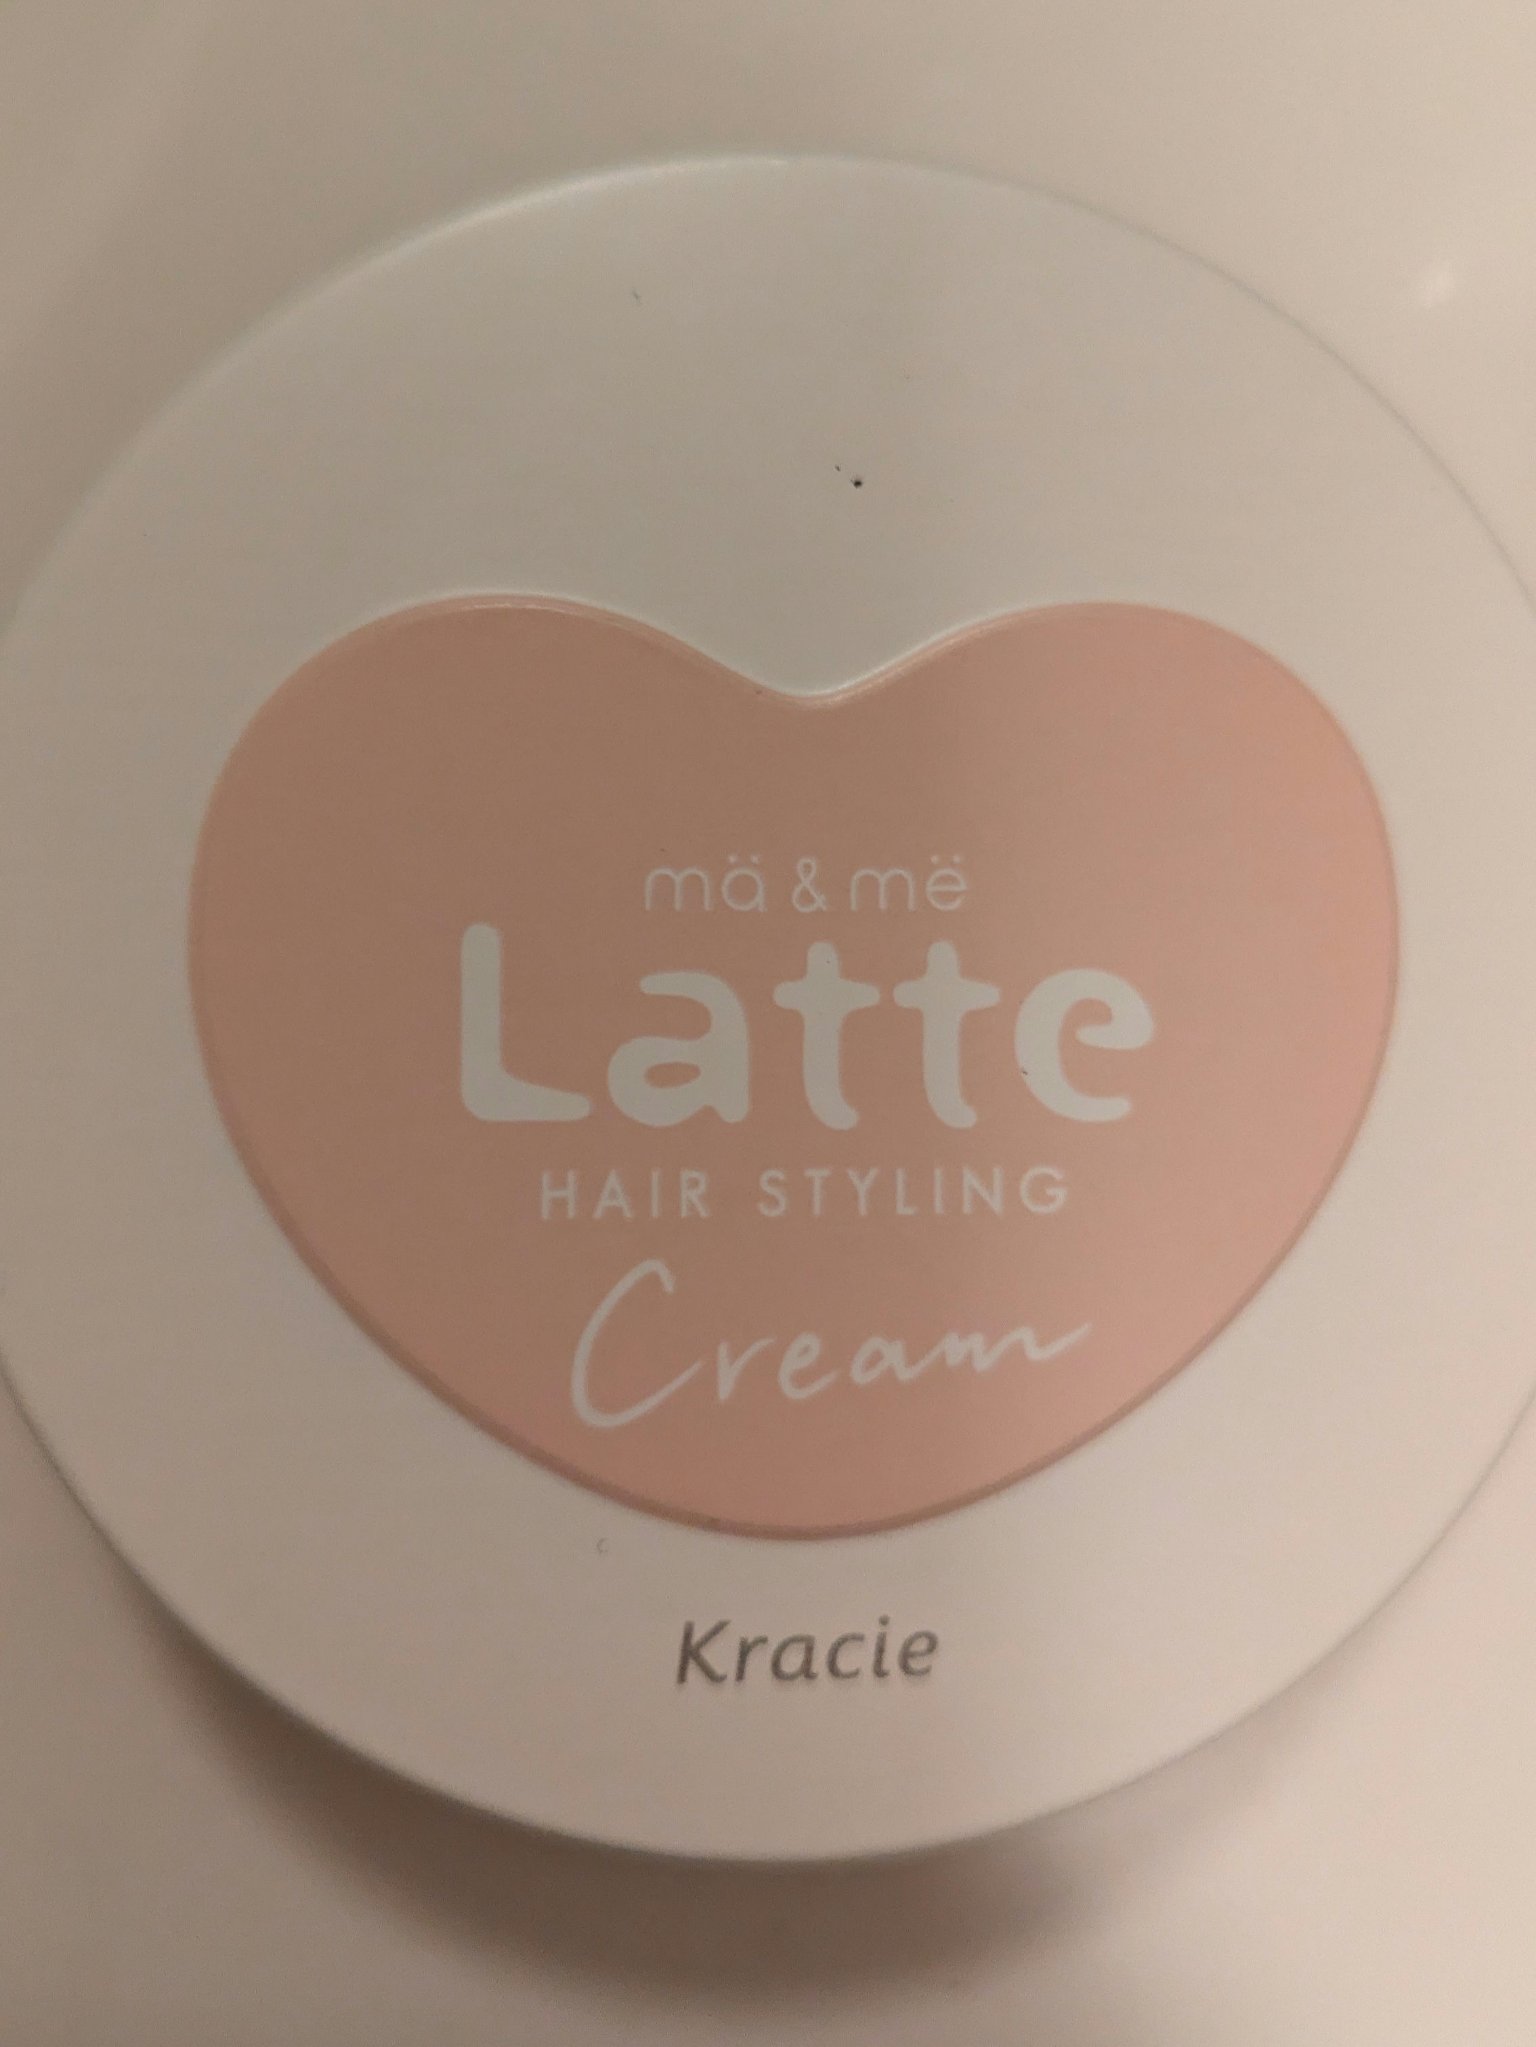 mä & më
Latte
HAIR STYLING
Cream
Kracie